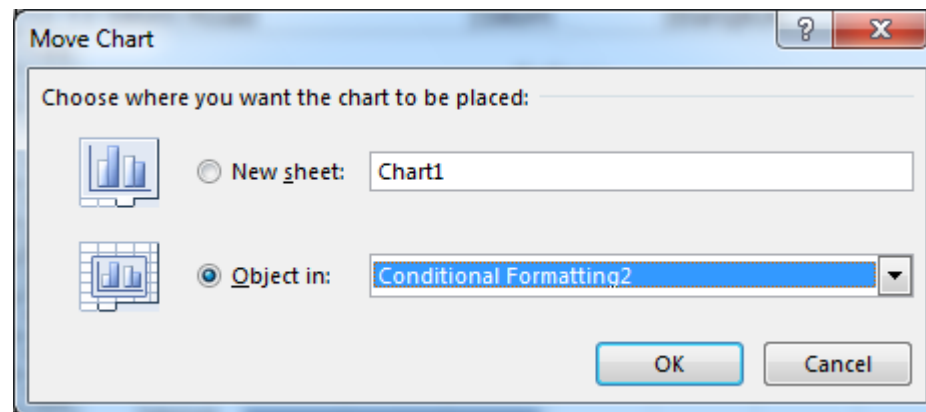 Move Chart
Choose where you want the chart to be placed:
New sheet: Chart1
Object in: Conditional Formatting2
OK Cancel